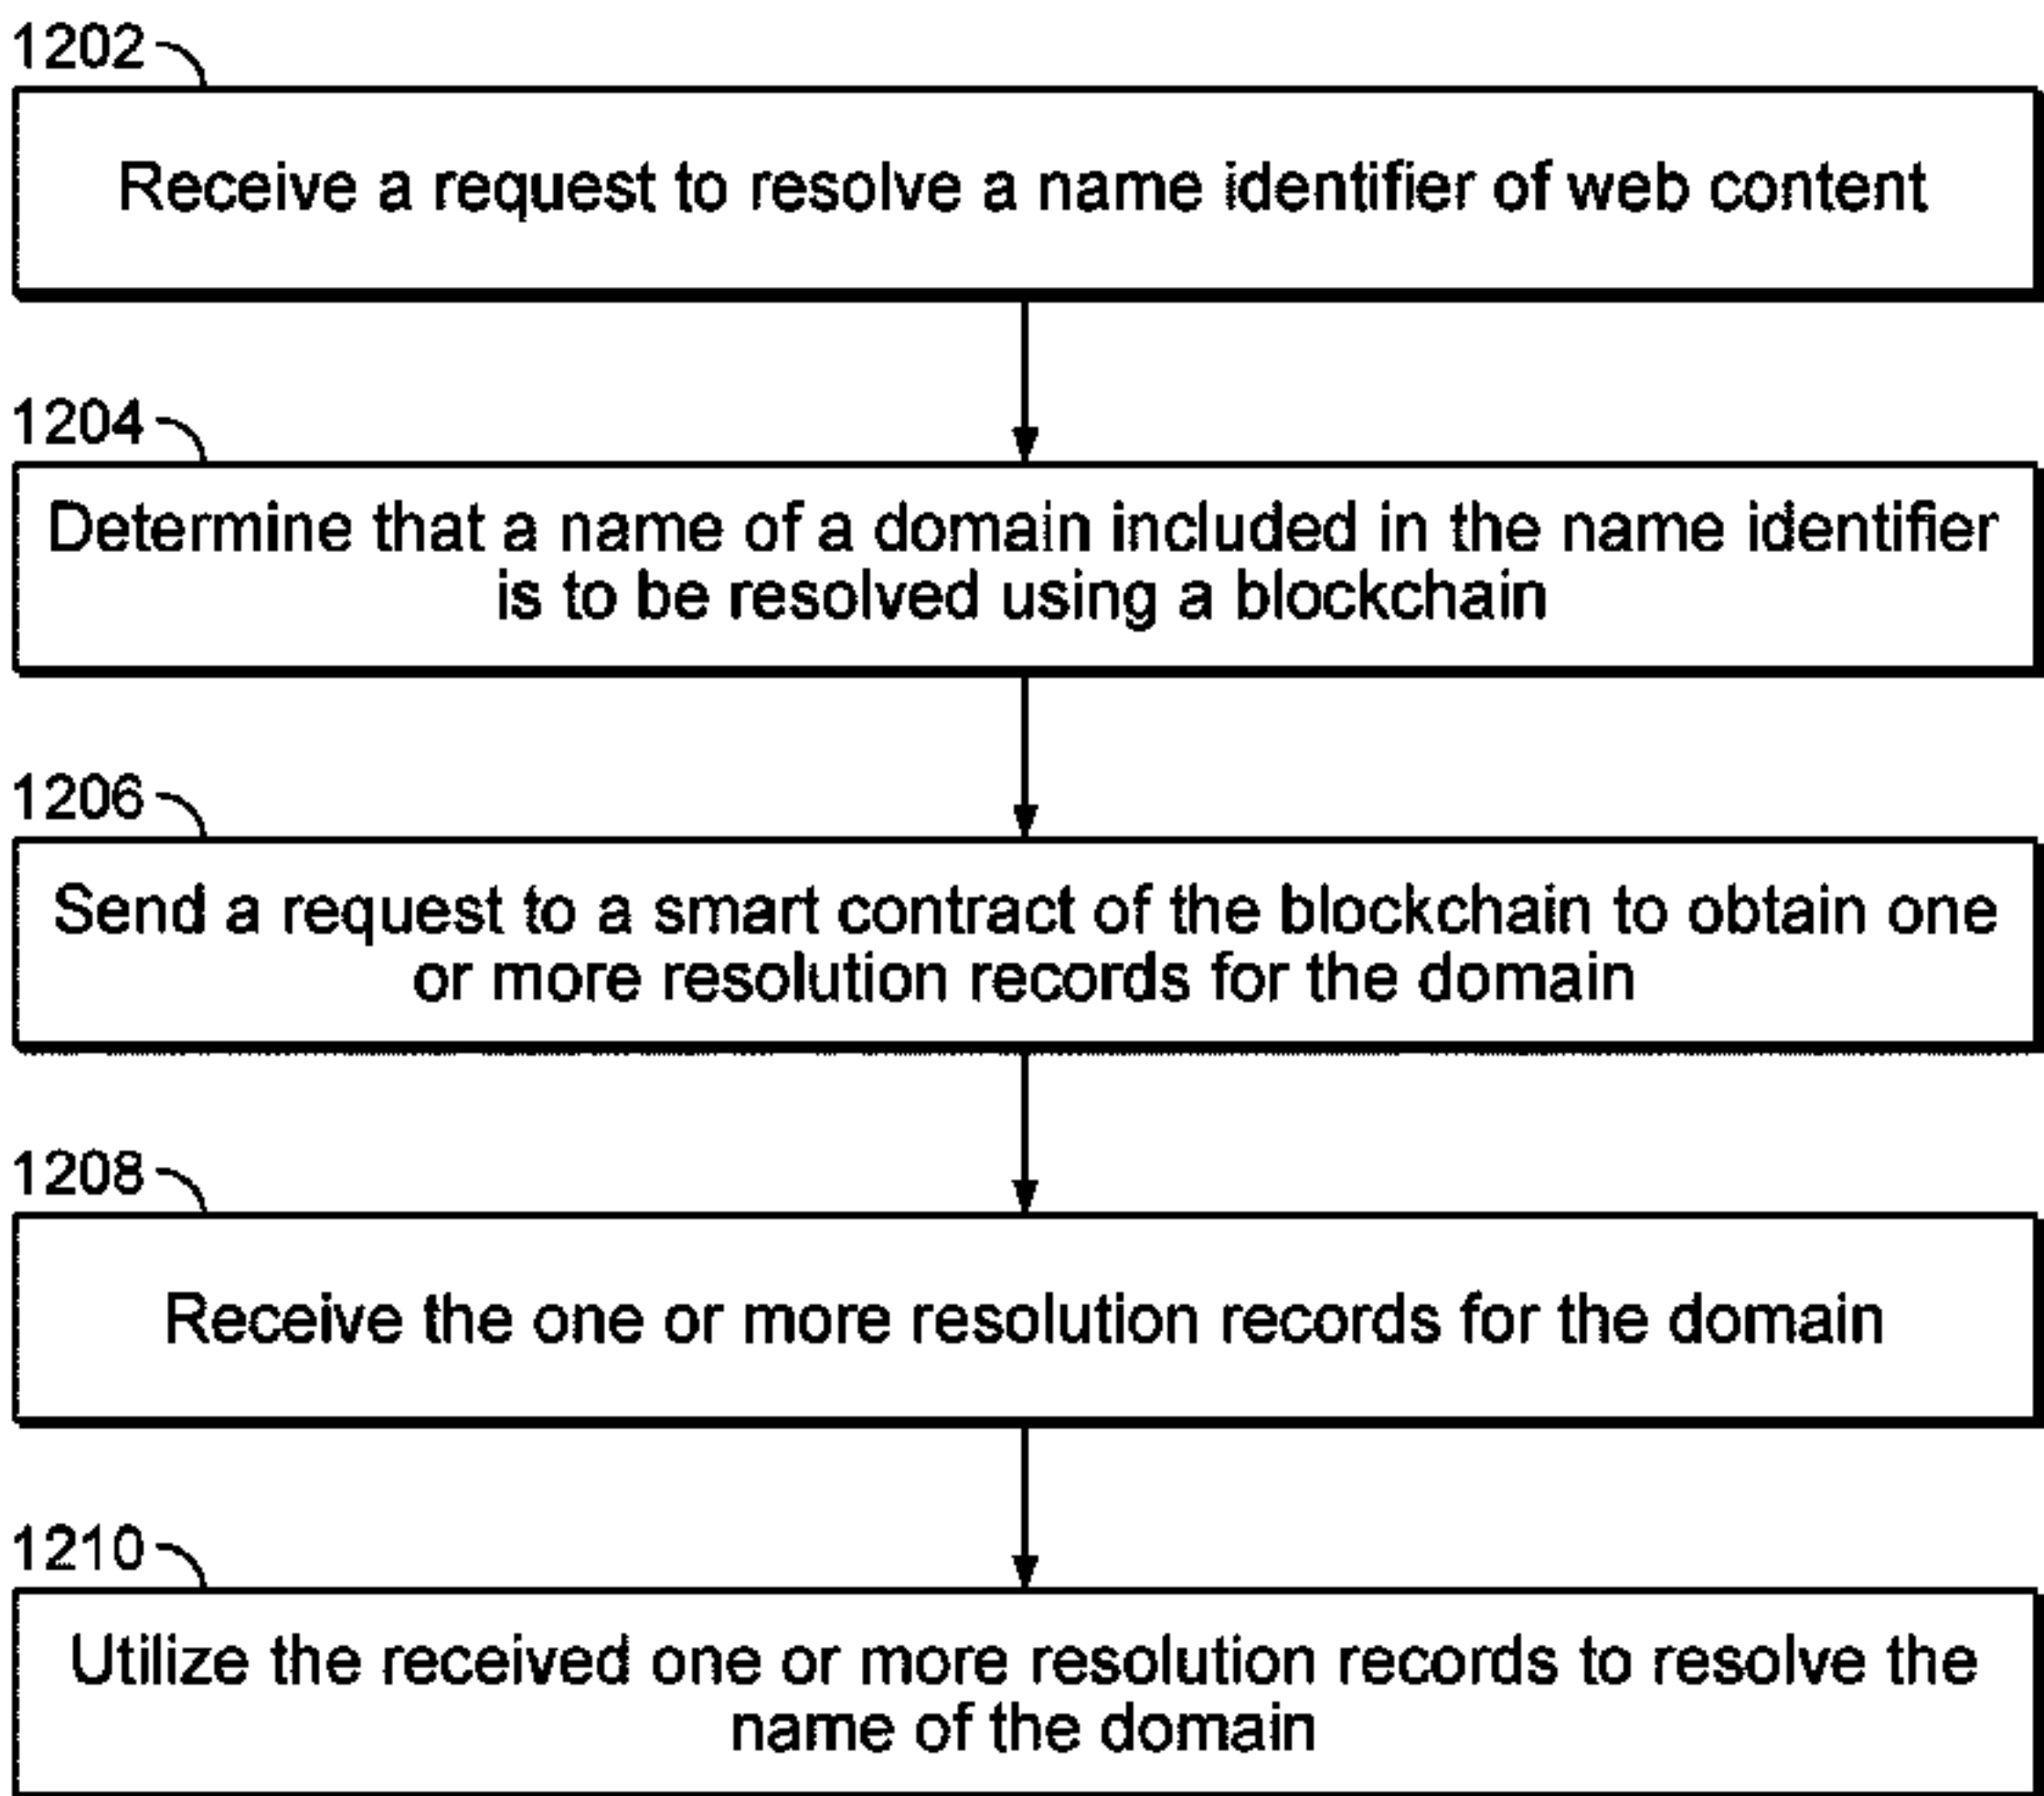 1202
Receive a request to resolve a name identifier of web content
1204
Determine that a name of a domain included in the name identifier
is to be resolved using a blockchain
1206
Send a request to a smart contract of the blockchain to obtain one
or more resolution records for the domain
1208
Receive the one or more resolution records for the domain
1210
Utilize the received one or more resolution records to resolve the
name of the domain